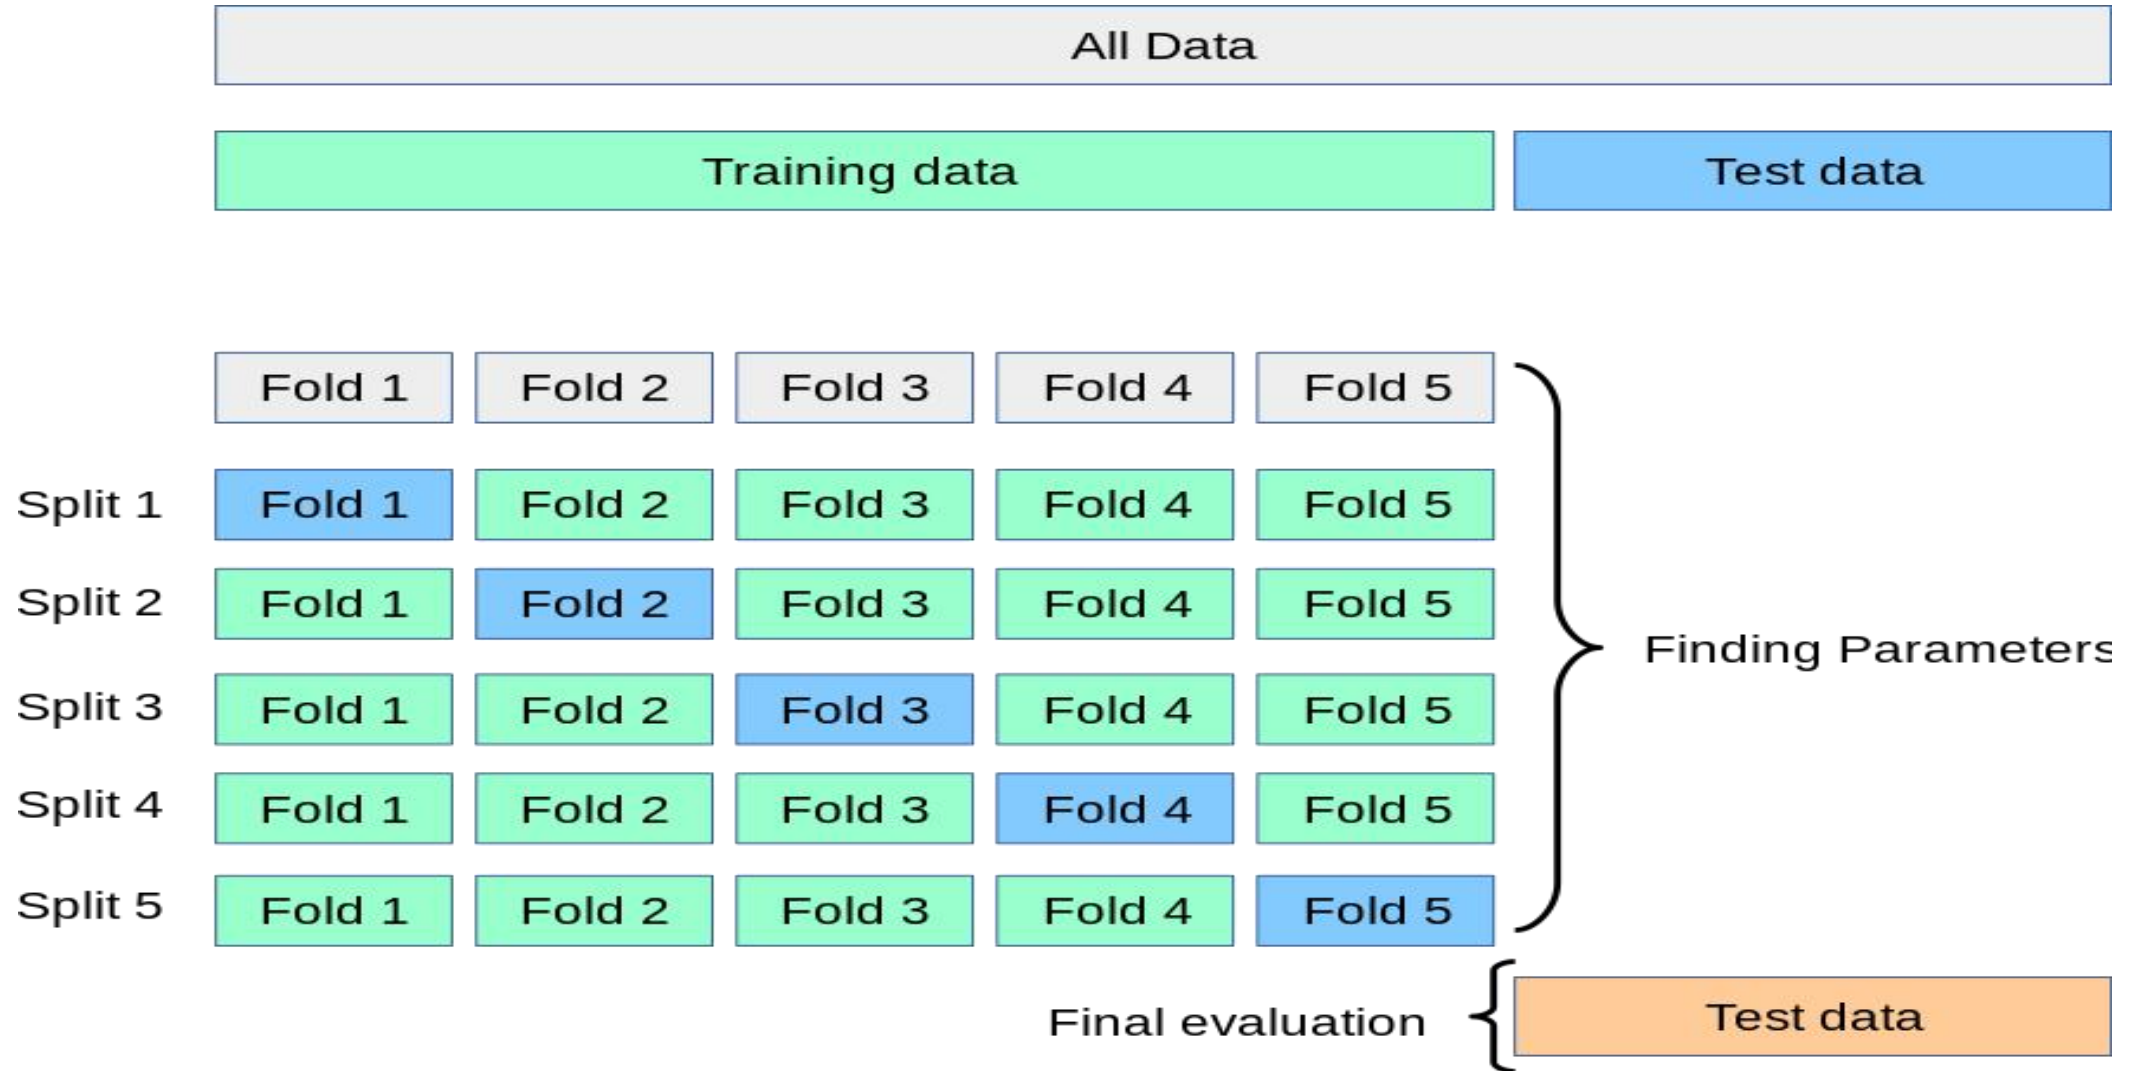 All Data
Training data Test data
Fold 1 Fold 2 Fold 3 Fold 4 Fold 5
Split 1 Fold 1 Fold 2 Fold 3 Fold 4 Fold 5
Split 2 Fold 1 Fold 2 Fold 3 Fold 4 Fold 5
Finding Parameters
Split 3 Fold 1 Fold 2 Fold 3 Fold 4 Fold 5
Split 4 Fold 1 Fold 2 Fold 3 Fold 4 Fold 5
Split 5 Fold 1 Fold 2 Fold 3 Fold 4 Fold 5
Final evaluation Test data